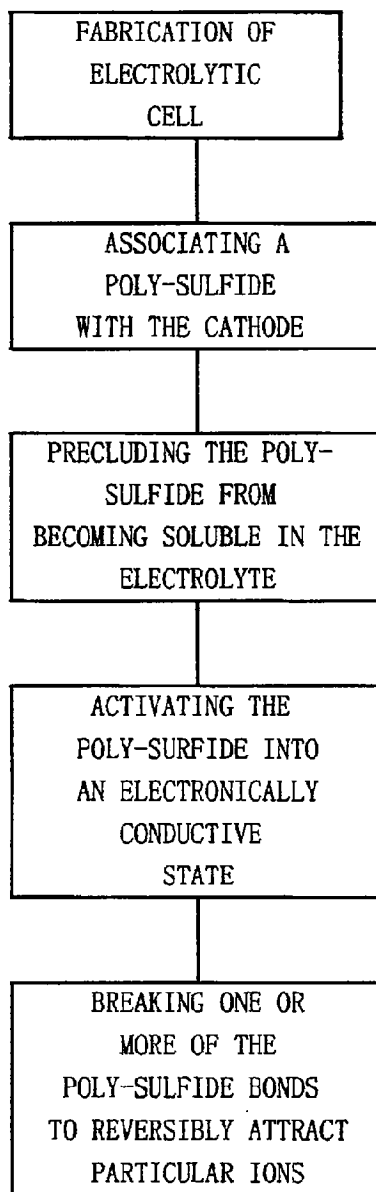 FABRICATION OF
ELECTROLYTIC
CELL
ASSOCIATING A
POLY-SULFIDE
WITH THE CATHODE
PRECLUDING THE POLY-
SULFIDE FROM
BECOMING SOLUBLE IN THE
ELECTROLYTE
ACTIVATING THE
POLY-SURFIDE INTO
AN ELECTRONICALLY
CONDUCTIVE
STATE
BREAKING ONE OR
MORE OF THE
POLY-SULFIDE BONDS
TO REVERSIBLY ATTRACT
PARTICULAR IONS